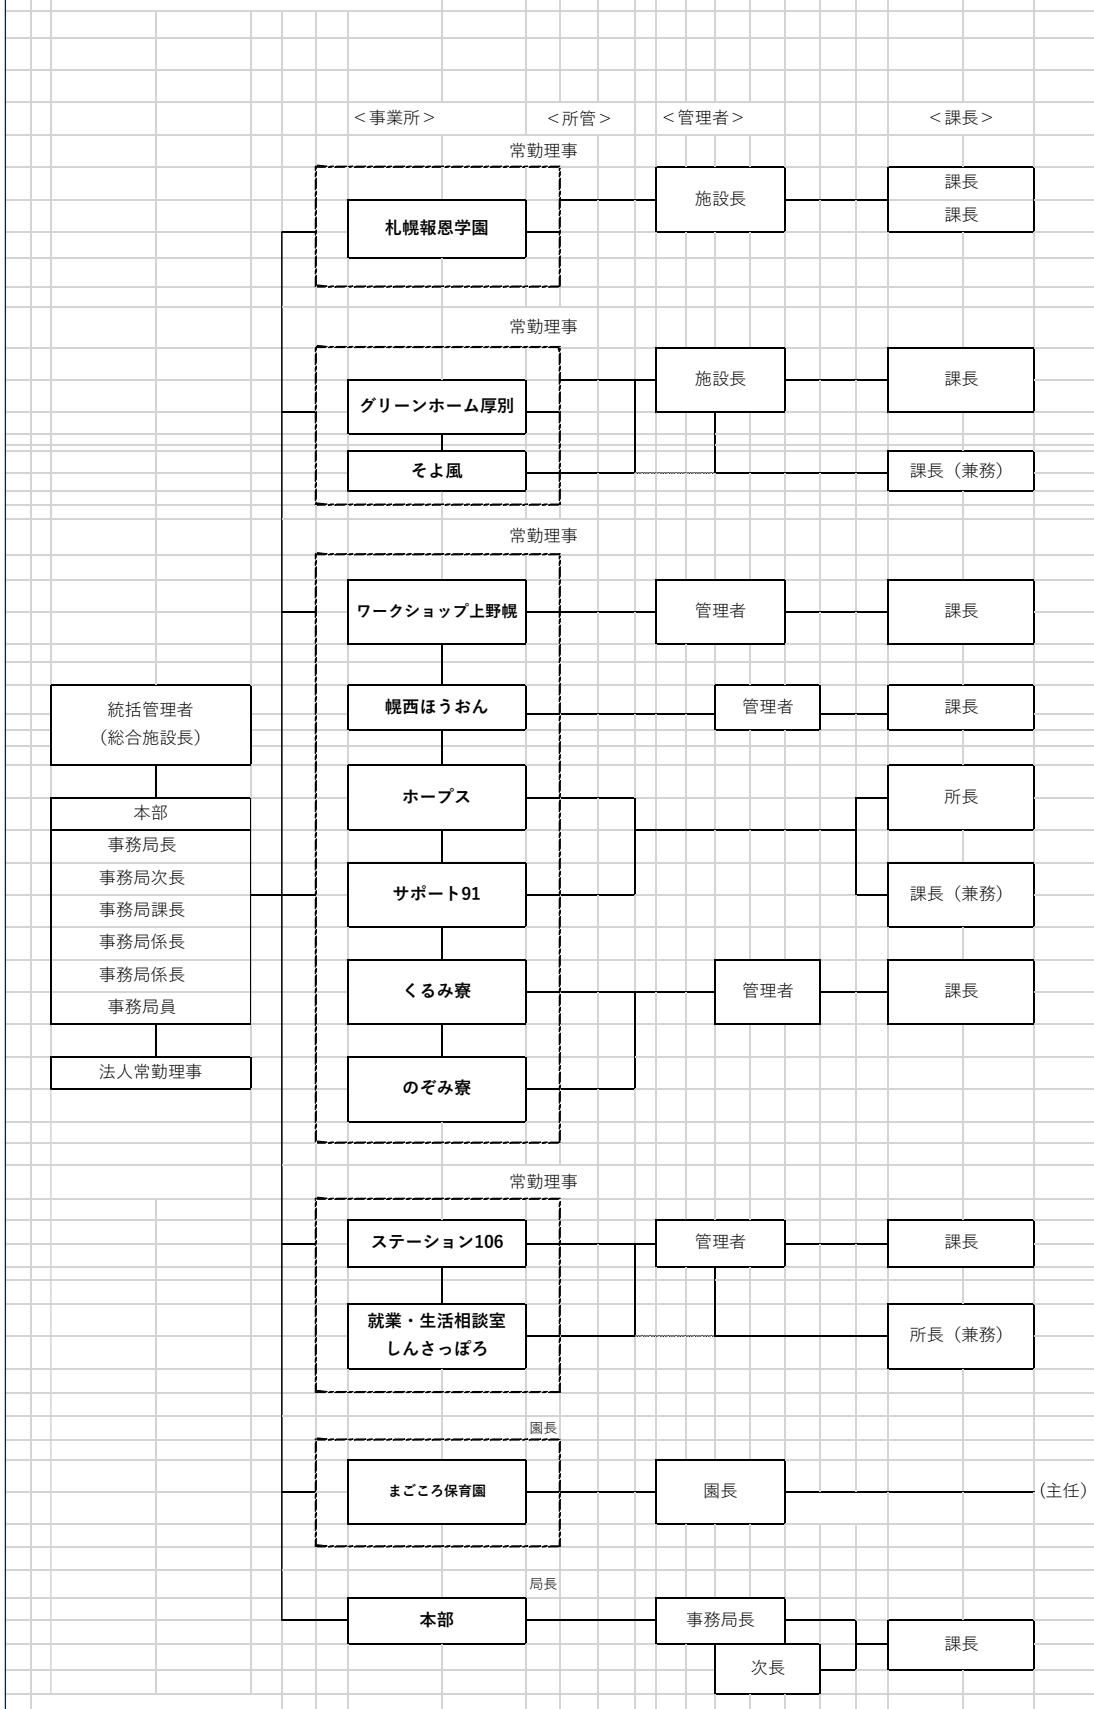 ＜事業所＞
＜所管＞
＜管理者＞
＜課長＞
常勤理事
札幌報恩学園
施設長
課長
課長
常勤理事
グリーンホーム厚別
施設長
課長
そよ風
課長（兼務）
常勤理事
ワークショップ上野幌
管理者
課長
幌西ほうおん
管理者
課長
ホープス
所長
サポート91
課長（兼務）
くるみ寮
管理者
課長
のぞみ寮
統括管理者
（総合施設長）
本部
事務局長
事務局次長
事務局課長
事務局係長
事務局係長
事務局員
法人常勤理事
常勤理事
ステーション106
管理者
課長
就業・生活相談室
しんさっぽろ
所長（兼務）
園長
まごころ保育園
園長
（主任）
局長
本部
事務局長
次長
課長